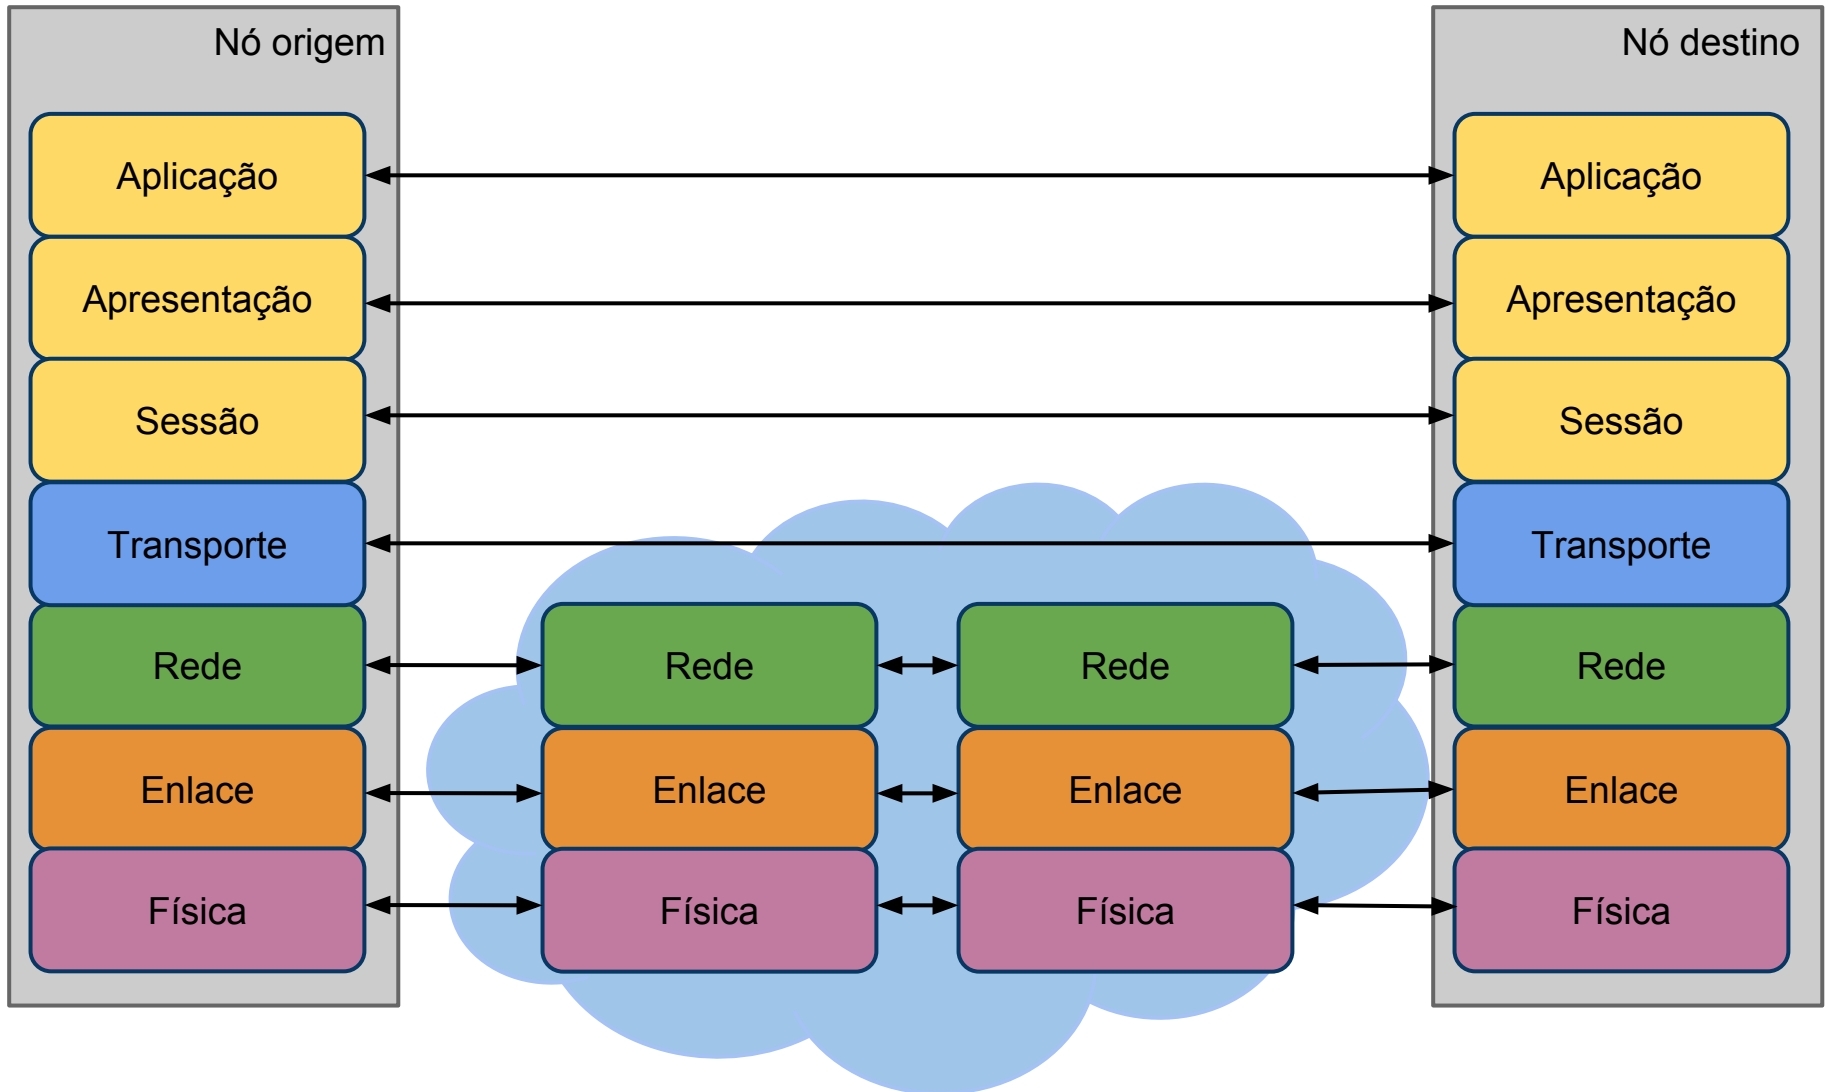 Nó origem
Nó destino
Aplicação
Aplicação
Apresentação
Apresentação
Sessão
Sessão
Transporte
Transporte
Rede
Rede
Rede
Rede
Enlace
Enlace
Enlace
Enlace
Física
Física
Física
Física